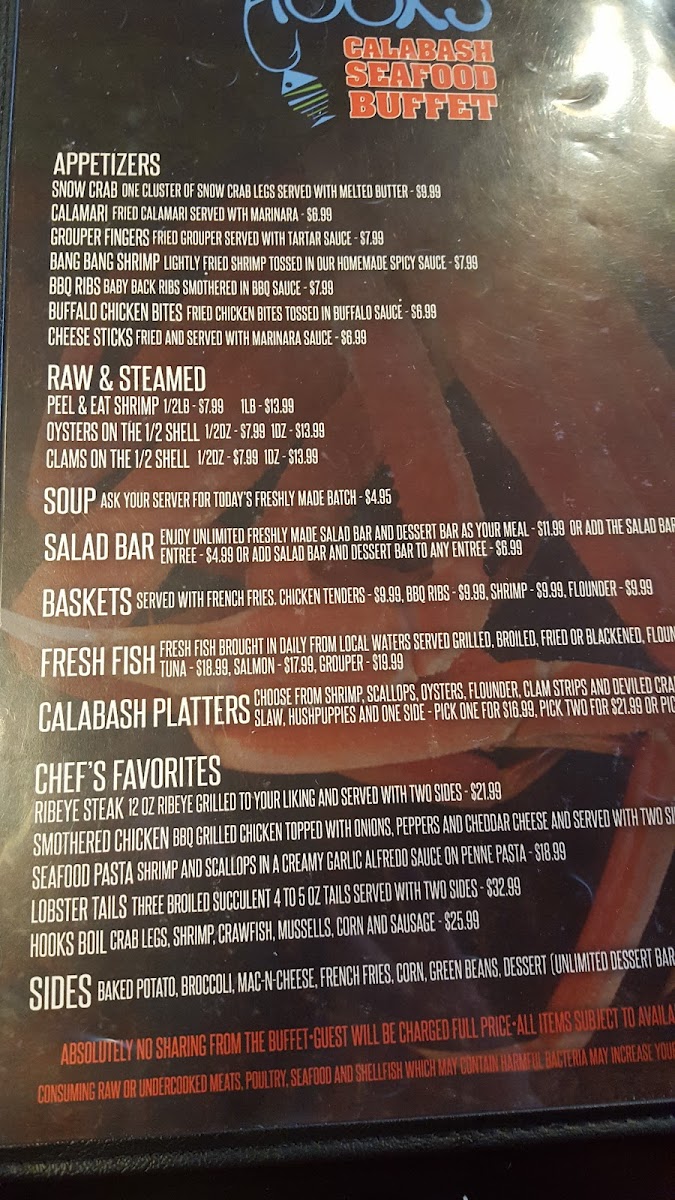 HOOKS
CALABASH
SEAFOOD
BUFFET
APPETIZERS
SNOW CRAB ONE CLUSTER OF SNOW CRAB LEGS SERVED WITH MELTED BUTTER - $9.99
CALAMARI FRIED CALAMARI SERVED WTH MARINARA - $6.99
GROUPER FINGERS FRIED GROUPER SERVED WITH TARTAR SAUCE - $7.99
BANG BANG SHRIMP LIGHTLY FRIED SHRIMP TOSSED IN OUR HOMEMADE SPICY SAUCE - $7.99
BBQ RIBS BABY BACK RIBS SMOTHERED IN BBQ SAUCE - $7.99
BUFFALO CHICKEN BITES FRIED CHICKEN BITES TOSSED IN BUFFALO SAUCE - $6.99
CHEESE STICKS FRIED AND SERVED WITH MARINARA SAUCE - $6.99
RAW & STEAMED
PEEL & EAT SHRIMP 1/2LB - $7.99 1LB - $13.99
OYSTERS ON THE 1/2 SHELL 1/2DZ - $7.99 1DZ - $13.99
CLAMS ON THE 1/2 SHELL 1/2DZ - $7.99 1DZ - $13.99
SOUP ASK YOUR SERVER FOR TODAY'S FRESHLY MADE BATCH - $4.95
SALAD BAR ENJOY UNLIMITED FRESHLY MADE SALAD BAR AND DESSERT BAR AS YOUR MEAL - $11.99 OR ADD THE SALAD BAR
ENTREE - $4.99 OR ADD SALAD BAR AND DESSERT BAR TO ANY ENTREE - $6.99
BASKETS SERVED WITH FRENCH FRIES. CHICKEN TENDERS - $9.99, BBQ RIBS - $9.99, SHRIMP - $9.99, FLOUNDER - $9.99
FRESH FISH FRESH FISH BROUGHT IN DAILY FROM LOCAL WATERS SERVED GRILLED, BROILED, FRIED OR BLACKENED, FLOUN
TUNA - $18.99, SALMON - $17.99, GROUPER - $19.99
CALABASH PLATTERS CHOOSE FROM SHRIMP, SCALLOPS, OYSTERS, FLOUNDER, CLAM STRIPS AND DEVILED CRA
SLAW, HUSHPUPPIES AND ONE SIDE - PICK ONE FOR $16.99, PICK TWO FOR $21.99 OR PIC
CHEF'S FAVORITES
RIBEYE STEAK 12 OZ RIBEYE GRILLED TO YOUR LIKING AND SERVED WITH TWO SIDES - $21.99
SMOTHERED CHICKEN BBQ GRILLED CHICKEN TOPPED WITH ONIONS, PEPPERS AND CHEDDAR CHEESE AND SERVED WITH TWO SI
SEAFOOD PASTA SHRIMP AND SCALLOPS IN A CREAMY GARLIC ALFREDO SAUCE ON PENNE PASTA - $18.99
LOBSTER TAILS THREE BROILED SUCCULENT 4 TO 5 OZ TAILS SERVED WITH TWO SIDES - $32.99
HOOKS BOIL CRAB LEGS, SHRIMP, CRAWFISH, MUSSELLS, CORN AND SAUSAGE - $25.99
SIDES BAKED POTATO, BROCCOLI, MAC-N-CHEESE, FRENCH FRIES, CORN, GREEN BEANS, DESSERT (UNLIMITED DESSERT BAR
ABSOLUTELY NO SHARING FROM THE BUFFET•GUEST WILL BE CHARGED FULL PRICE•ALL ITEMS SUBJECT TO AVAILA
CONSUMING RAW OR UNDERCOOKED MEATS, POULTRY, SEAFOOD AND SHELLFISH WHICH MAY CONTAIN HARMFUL BACTERIA MAY INCREASE YOUR